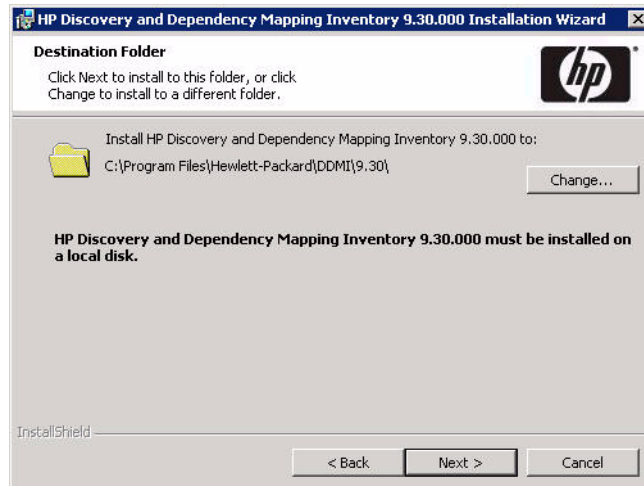 HP Discovery and Dependency Mapping Inventory 9.30.000 Installation Wizard
Destination Folder
Click Next to install to this folder, or click
Change to install to a different folder.
hp
Install HP Discovery and Dependency Mapping Inventory 9.30.000 to:
C:\Program Files\Hewlett-Packard\DDMI\9.30\
Change...
HP Discovery and Dependency Mapping Inventory 9.30.000 must be installed on
a local disk.
InstallShield
< Back
Next >
Cancel